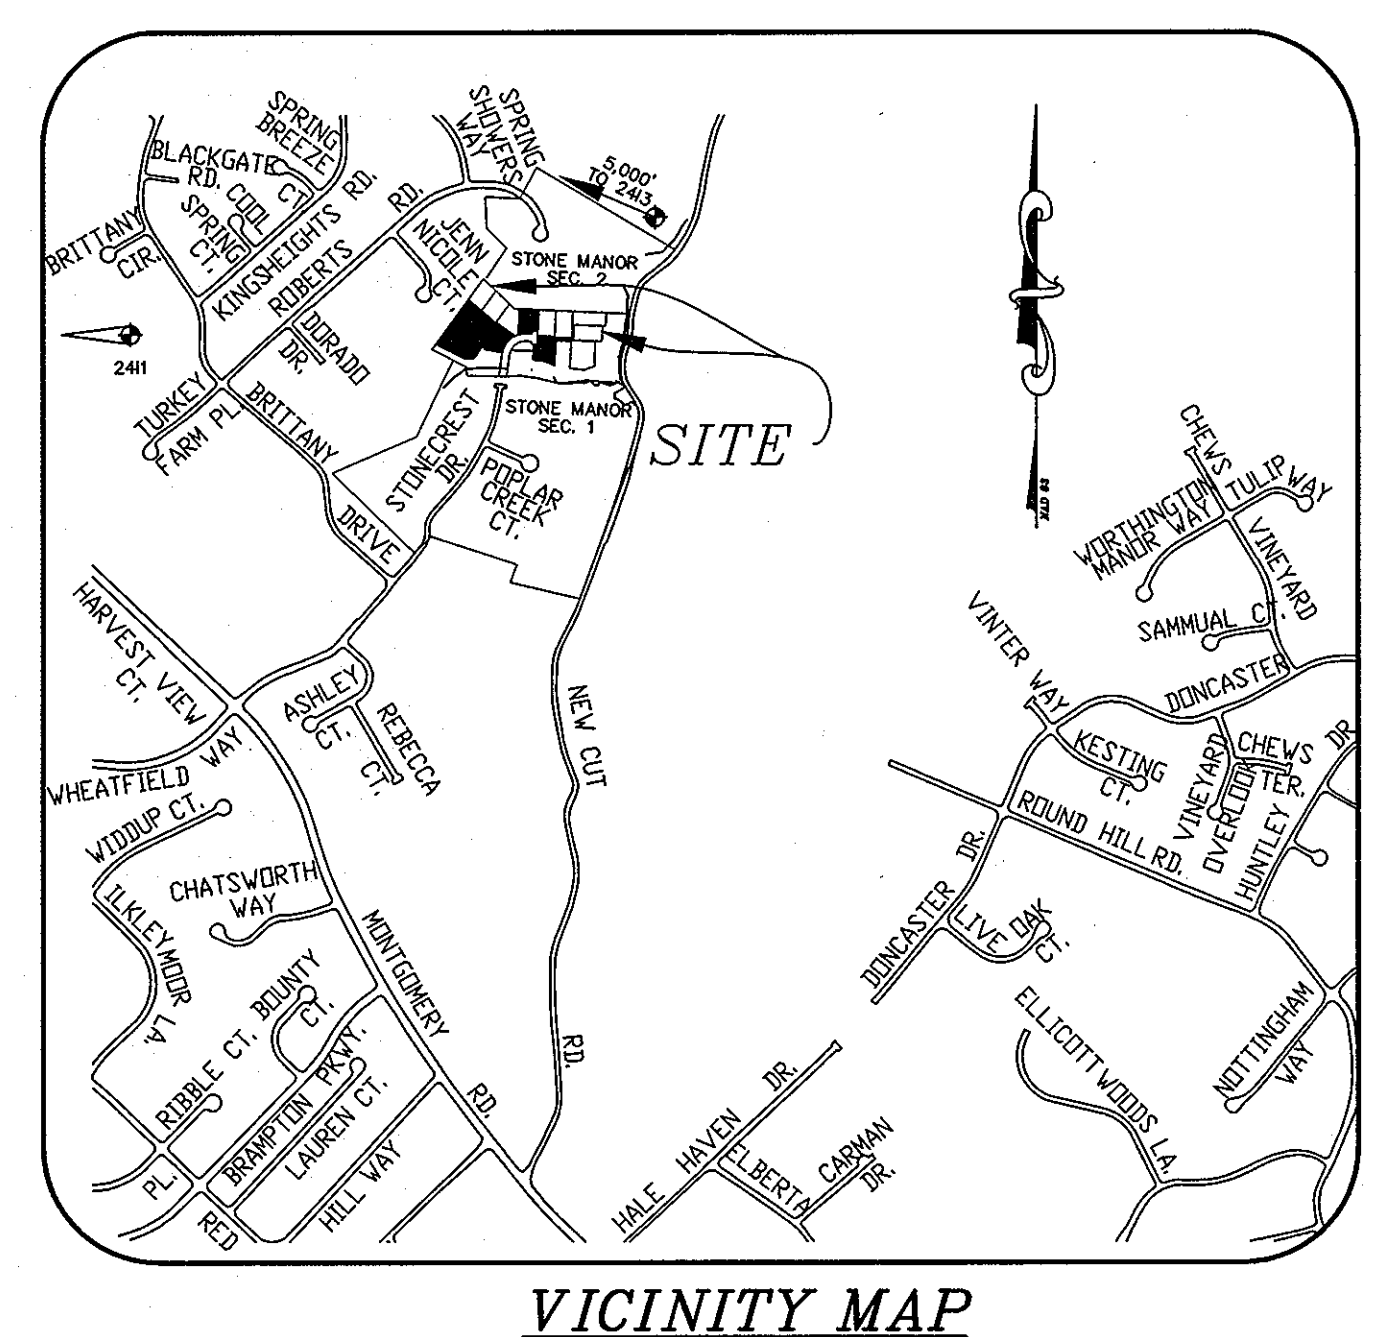 SPRING
BREEZE
CT.
BLACKGATE
RD.
COOL
SPRING
CT.
BRITTANY
CIR.
KINGSHEIGHTS RD.
ROBERTS RD.
SPRING
SHOWERS
WAY
5,000'
TO 2413
JENN
NICOLE
CT.
STONE MANOR
SEC. 2
2411
DORADO
DR.
TURKEY
FARM PL.
BRITTANY
DRIVE
STONECREST
DR.
STONE MANOR
SEC. 1
SITE
POPLAR
CREEK
CT.
NAD 83
CHEWS
VINEYARD
TULIP WAY
WORTHINGTON
MANOR WAY
SAMMUAL CT.
VINTER WAY
DONCASTER
DR.
HARVEST VIEW
CT.
ASHLEY
CT.
REBECCA
CT.
NEW CUT
RD.
WHEATFIELD
WAY
WIDDUP CT.
CHATSWORTH
WAY
ILKLEY MOOR LA.
MONTGOMERY
RD.
BOUNTY
CT.
RIBBLE CT.
BRAMPTON PKWY.
LAUREN CT.
PL.
RED
HILL WAY
KESTING
CT.
VINEYARD
OVERLOOK
CHEWS
TER.
HUNTLEY
DR
ROUND HILL RD.
DONCASTER
LIVE OAK
CT.
NOTTINGHAM
WAY
ELLICOTT WOODS LA.
HALE HAVEN DR.
ELBERTA
CARMAN
DR.
VICINITY MAP